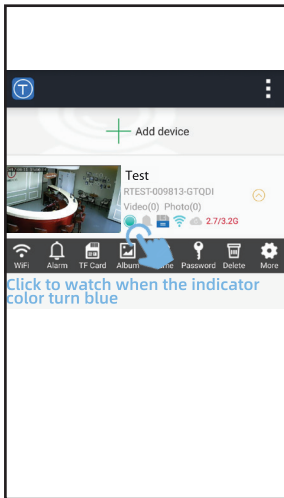 T
Add device
Test
RTEST-009813-GTQDI
Video(0) Photo(0)
2.7/3.2G
WiFi Alarm TF Card Album Password Delete More
Click to watch when the indicator
color turn blue